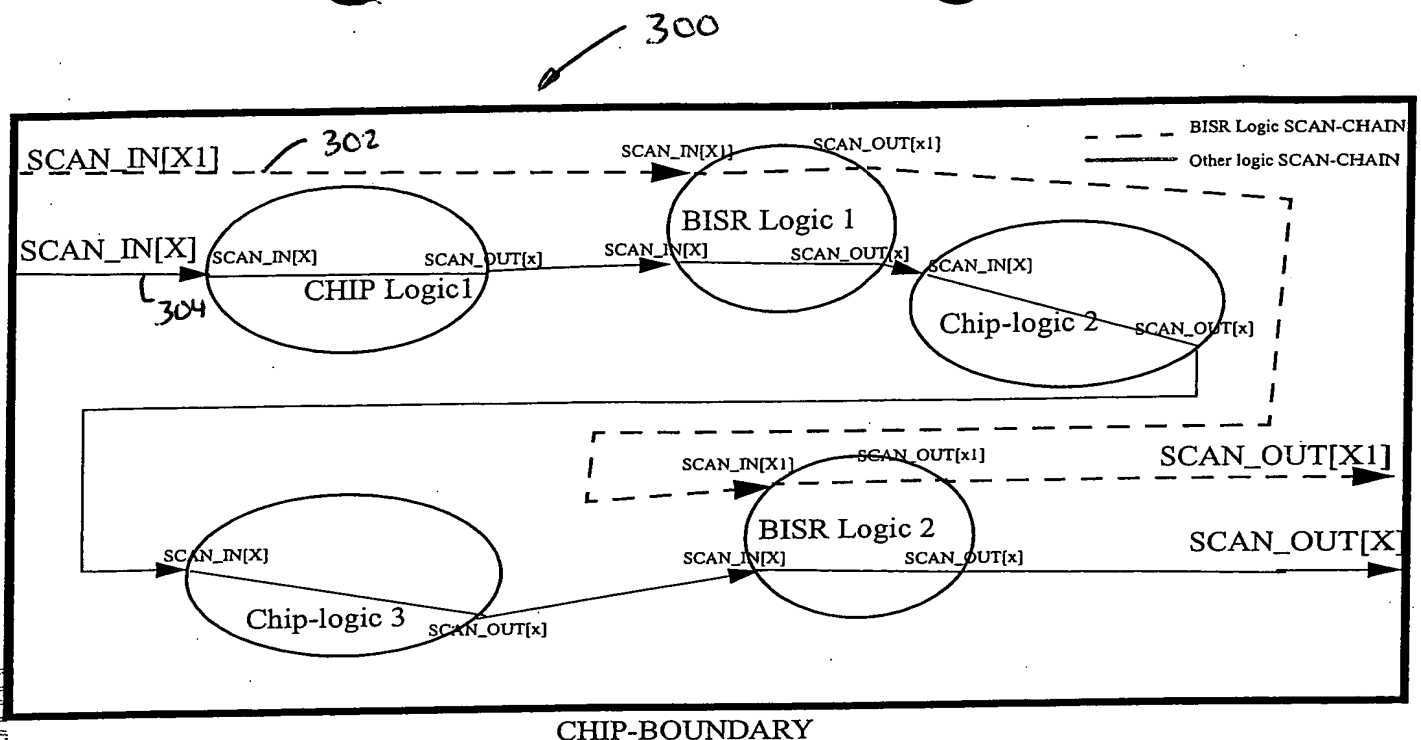 300
BISR Logic SCAN-CHAIN
Other logic SCAN-CHAIN
SCAN_IN[X1]
302
SCAN_IN[X1]
SCAN_OUT[x1]
BISR Logic 1
SCAN_IN[X]
SCAN_IN[X]
SCAN_OUT[x]
CHIP Logic1
304
SCAN_IN[X]
SCAN_OUT[x]
SCAN_IN[X]
Chip-logic 2
SCAN_OUT[x]
SCAN_IN[X1]
SCAN_OUT[x1]
SCAN_OUT[X1]
BISR Logic 2
SCAN_IN[X]
SCAN_OUT[x]
SCAN_OUT[X]
SCAN_IN[X]
Chip-logic 3
SCAN_OUT[x]
CHIP-BOUNDARY